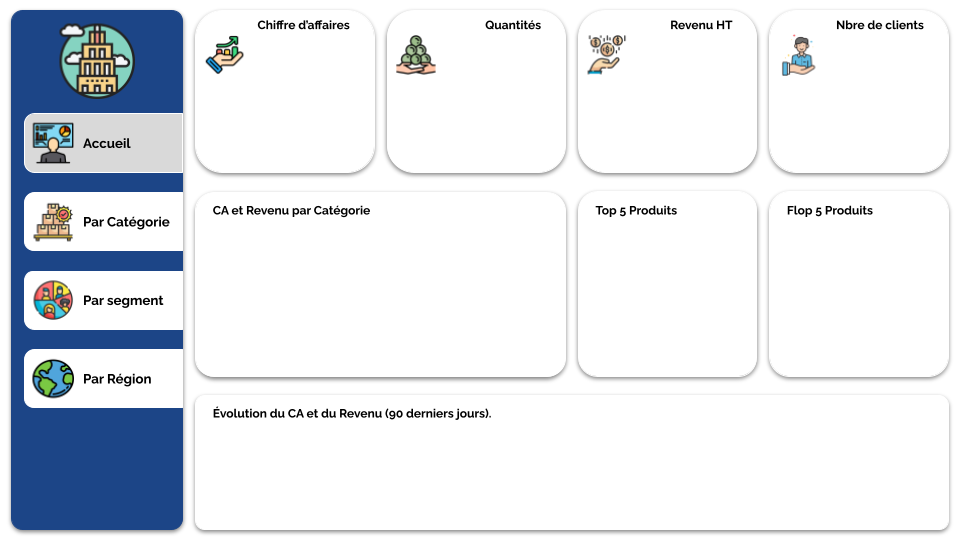 Accueil
Par Catégorie
Par segment
Par Région
Chiffre d'affaires
Quantités
Revenu HT
Nbre de clients
CA et Revenu par Catégorie
Top 5 Produits
Flop 5 Produits
Évolution du CA et du Revenu (90 derniers jours).